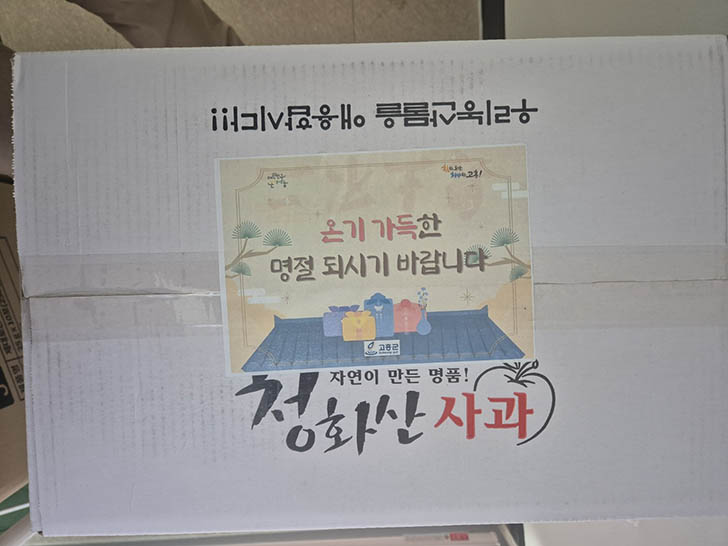 우리농산물을 애용합시다!!
온기 가득한
명절 되시기 바랍니다
고흥군
자연이 만든 명품!
청화산 사과